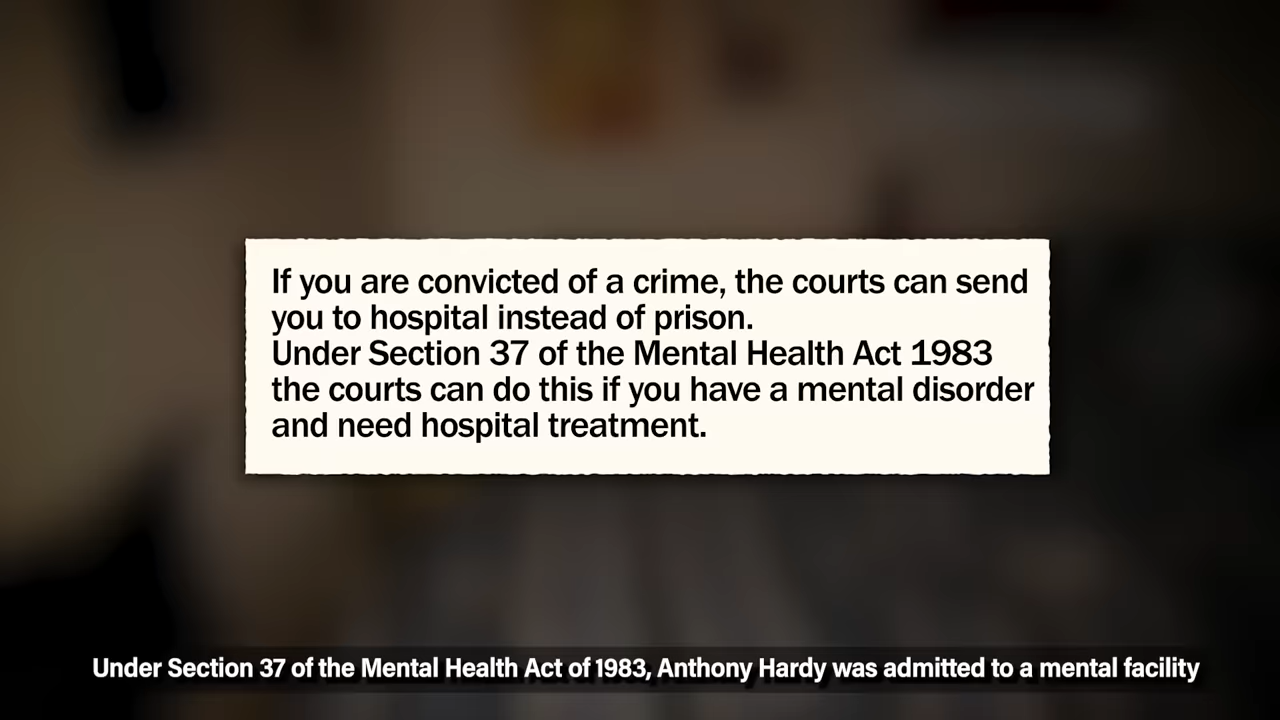 If you are convicted of a crime, the courts can send
you to hospital instead of prison.
Under Section 37 of the Mental Health Act 1983
the courts can do this if you have a mental disorder
and need hospital treatment.
Under Section 37 of the Mental Health Act of 1983, Anthony Hardy was admitted to a mental facility